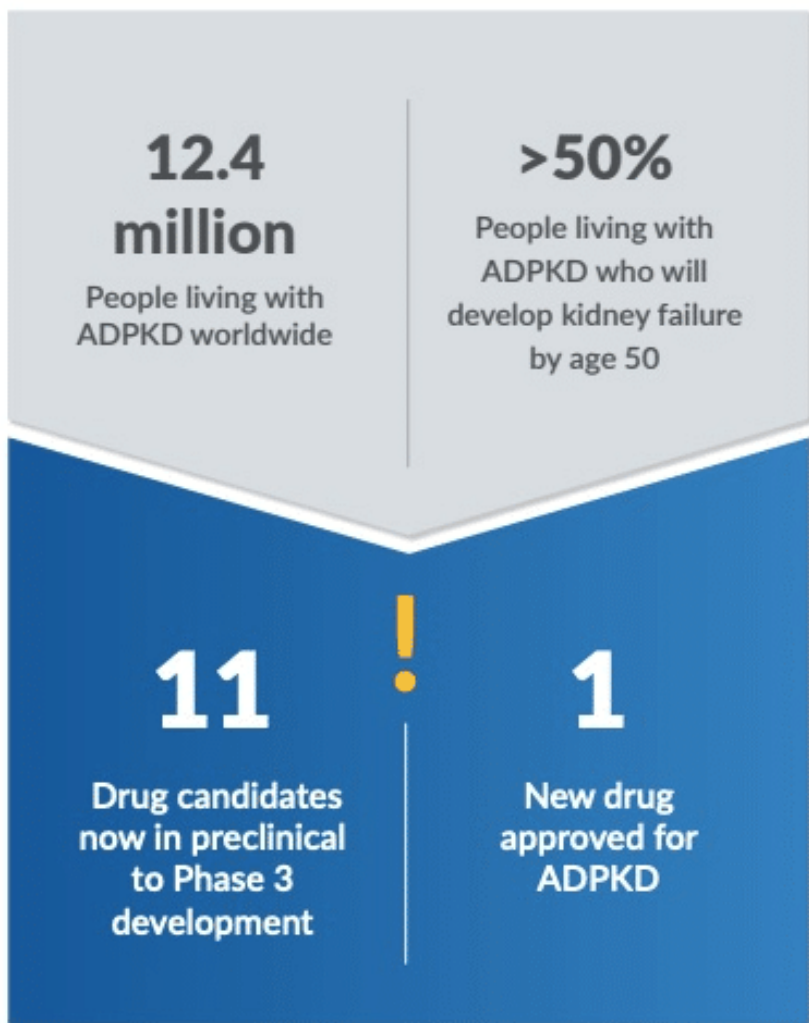 12.4
million
People living with
ADPKD worldwide
>50%
People living with
ADPKD who will
develop kidney failure
by age 50
!
11
Drug candidates
now in preclinical
to Phase 3
development
1
New drug
approved for
ADPKD